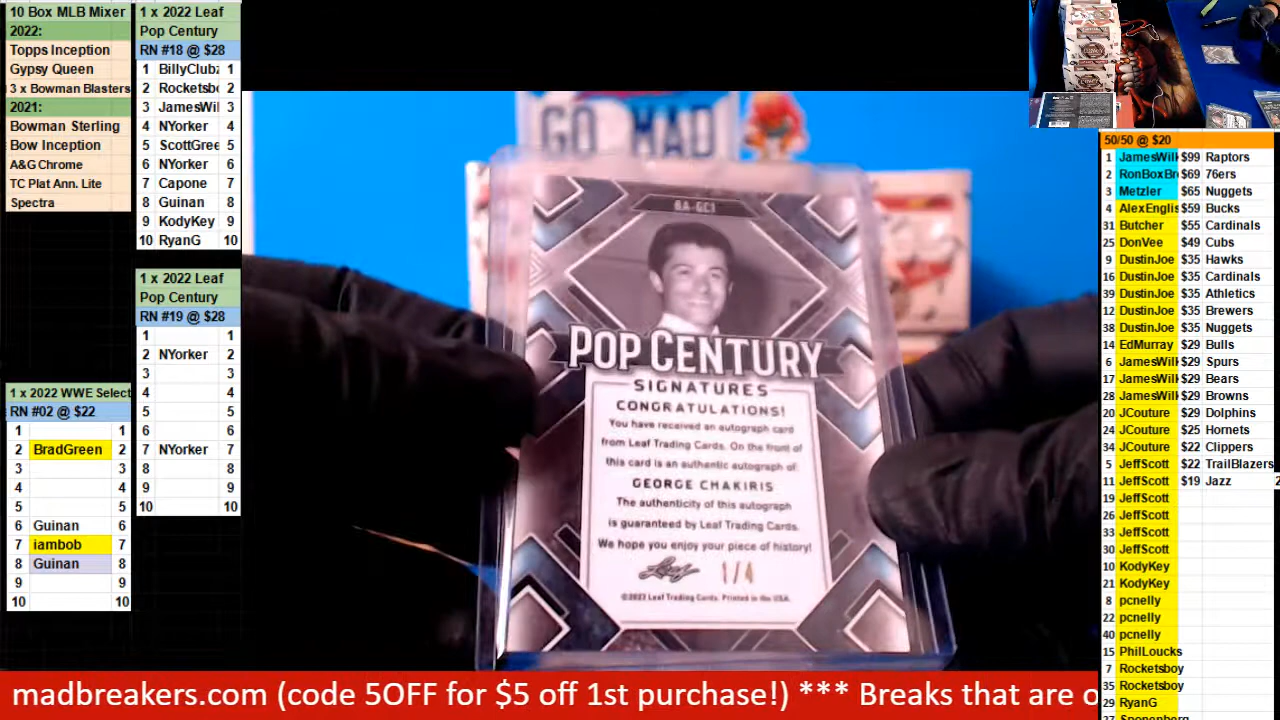 10 Box MLB Mixer
2022:
Topps Inception
Gypsy Queen
3 x Bowman Blasters
2021:
Bowman Sterling
Bow Inception
A&G Chrome
TC Plat Ann. Lite
Spectra
1 x 2022 WWE Select
RN #02 @ $22
1 1
2 BradGreen 2
3 3
4 4
5 5
6 Guinan 6
7 iambob 7
8 Guinan 8
9 9
10 10
1 x 2022 Leaf
Pop Century
RN #18 @ $28
1 BillyClubz 1
2 Rocketsbo 2
3 JamesWil 3
4 NYorker 4
5 ScottGree 5
6 NYorker 6
7 Capone 7
8 Guinan 8
9 KodyKey 9
10 RyanG 10
1 x 2022 Leaf
Pop Century
RN #19 @ $28
1 1
2 NYorker 2
3 3
4 4
5 5
6 6
7 NYorker 7
8 8
9 9
10 10
GO MAD
BA-GC1
POP CENTURY
SIGNATURES
CONGRATULATIONS!
You have received an autograph card
from Leaf Trading Cards. On the front of
this card is an authentic autograph of
GEORGE CHAKIRIS
The authenticity of this autograph
is guaranteed by Leaf Trading Cards.
We hope you enjoy your piece of history!
Leaf 1/4
©2023 Leaf Trading Cards. Printed in the USA.
50/50 @ $20
1 JamesWilk $99 Raptors
2 RonBoxBr $69 76ers
3 Metzler $65 Nuggets
4 AlexEnglis $59 Bucks
31 Butcher $55 Cardinals
25 DonVee $49 Cubs
9 DustinJoe $35 Hawks
16 DustinJoe $35 Cardinals
39 DustinJoe $35 Athletics
12 DustinJoe $35 Brewers
38 DustinJoe $35 Nuggets
14 EdMurray $29 Bulls
6 JamesWilk $29 Spurs
17 JamesWilk $29 Bears
28 JamesWilk $29 Browns
20 JCouture $29 Dolphins
24 JCouture $25 Hornets
34 JCouture $22 Clippers
5 JeffScott $22 TrailBlazers
11 JeffScott $19 Jazz 2
19 JeffScott
26 JeffScott
33 JeffScott
30 JeffScott
10 KodyKey
21 KodyKey
8 pcnelly
22 pcnelly
40 pcnelly
15 PhilLoucks
7 Rocketsboy
35 Rocketsboy
29 RyanG
27 Sponenberg
madbreakers.com (code 5OFF for $5 off 1st purchase!) *** Breaks that are o